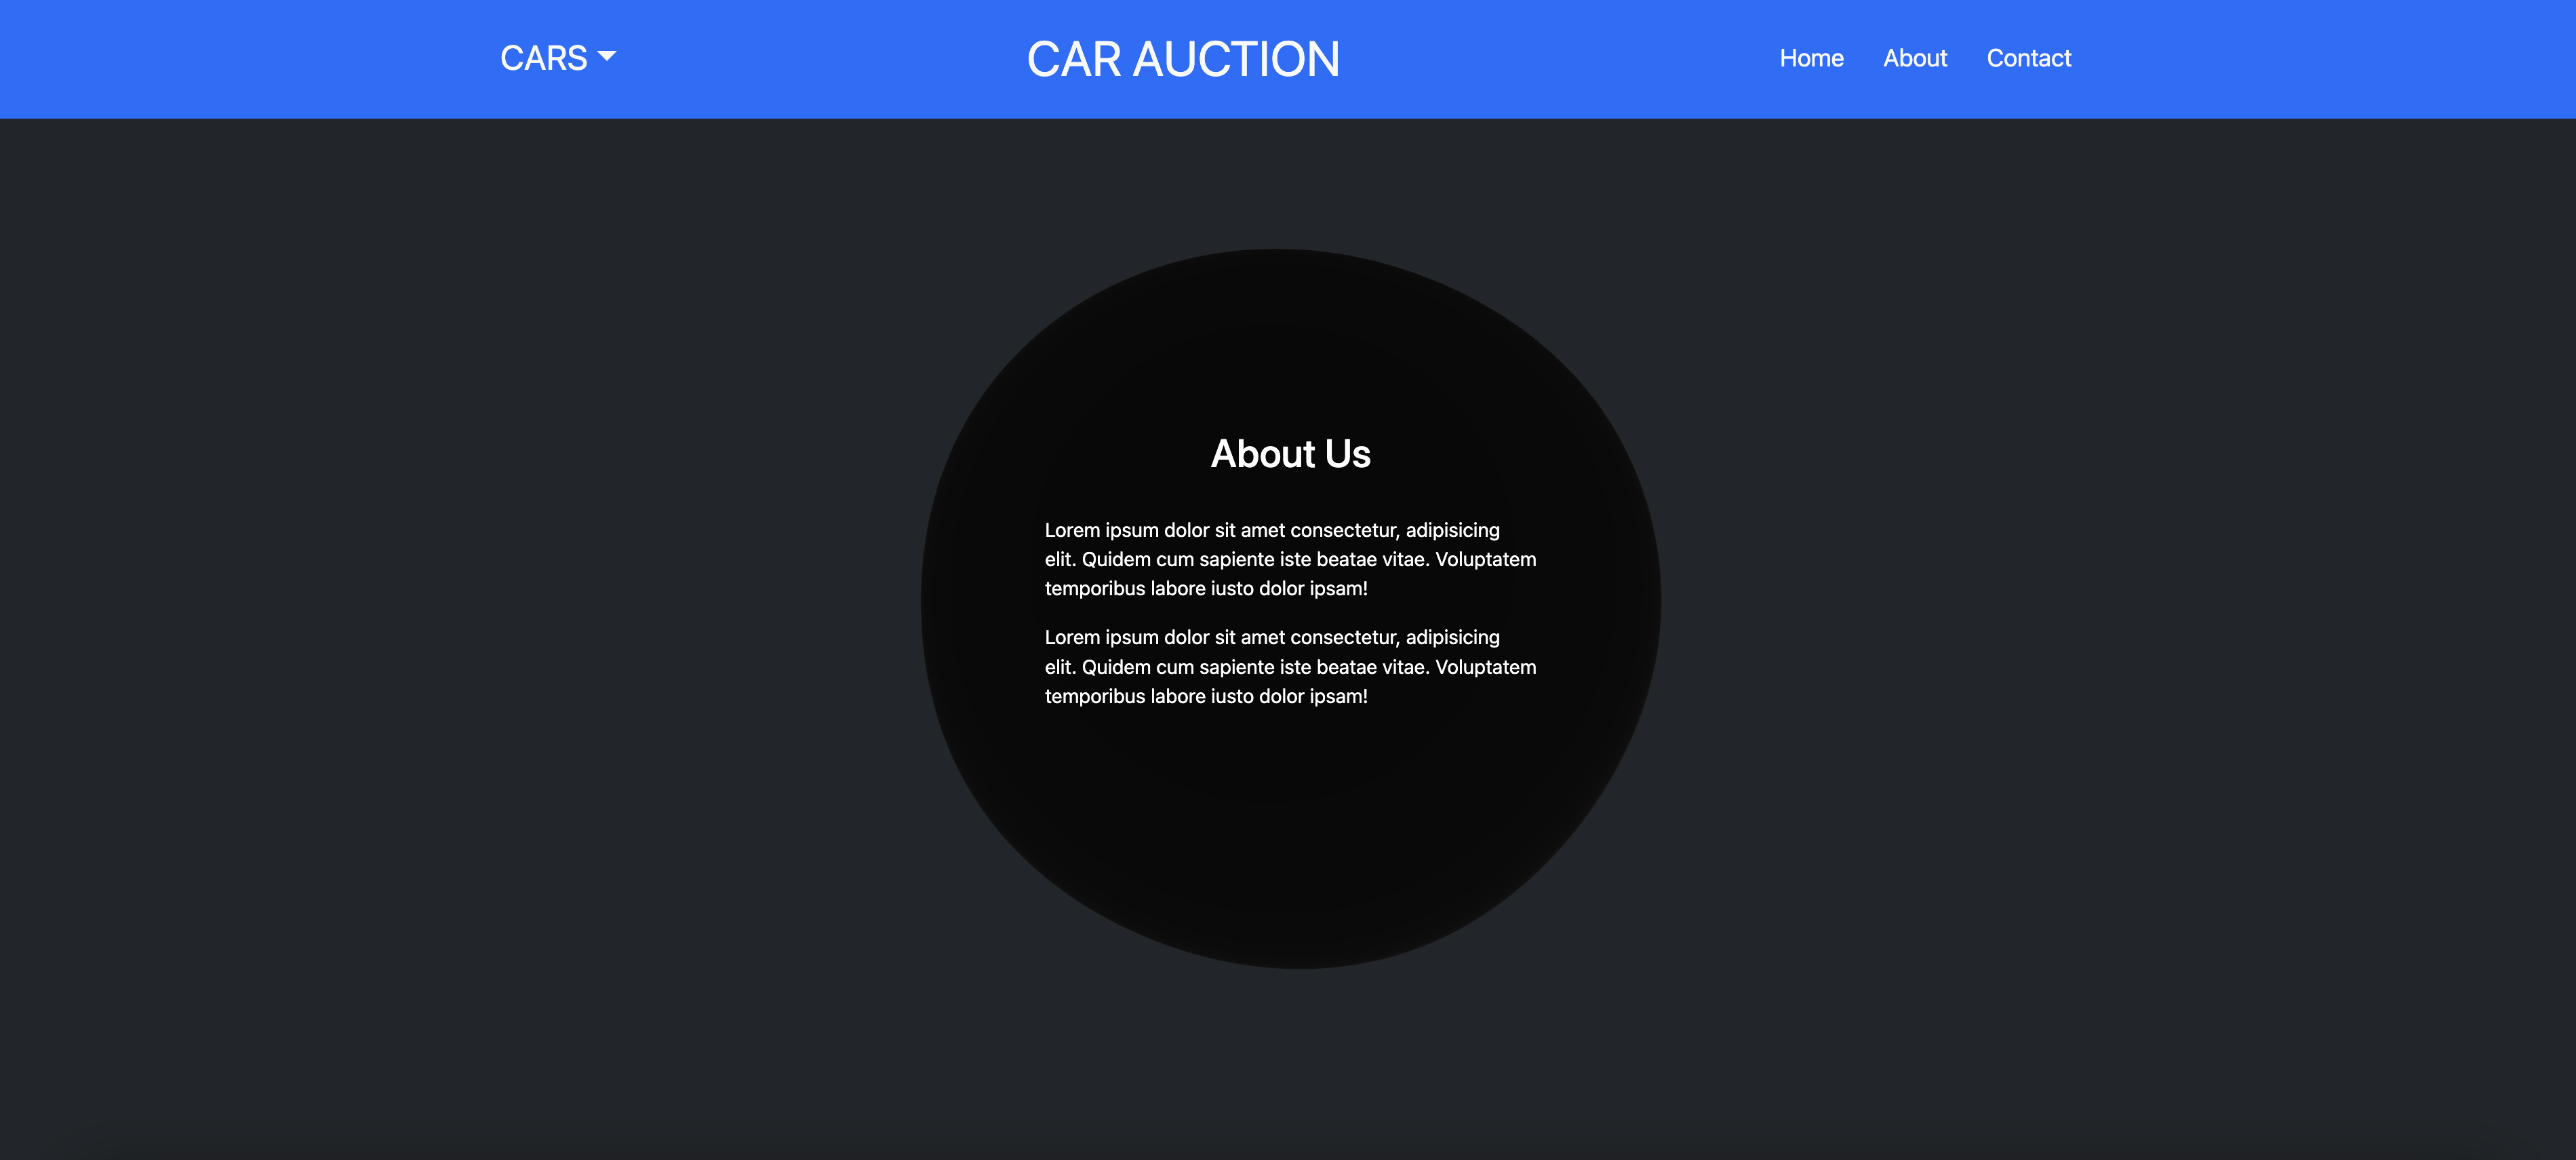 CARS
CAR AUCTION
Home About Contact
About Us
Lorem ipsum dolor sit amet consectetur, adipisicing
elit. Quidem cum sapiente iste beatae vitae. Voluptatem
temporibus labore iusto dolor ipsam!
Lorem ipsum dolor sit amet consectetur, adipisicing
elit. Quidem cum sapiente iste beatae vitae. Voluptatem
temporibus labore iusto dolor ipsam!